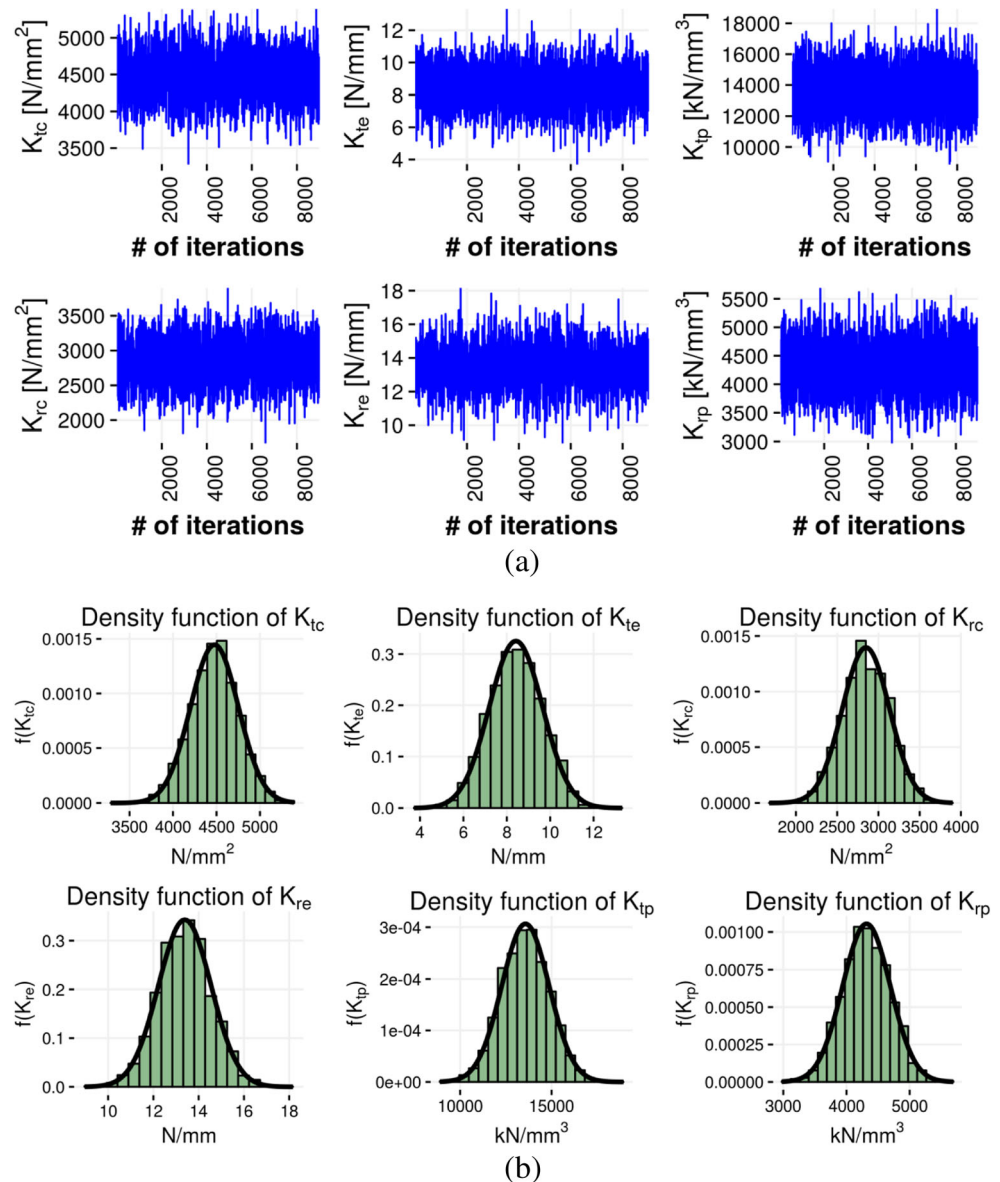 K_tc [N/mm²]
5000
4500
4000
3500
2000 4000 6000 8000
# of iterations
K_te [N/mm]
12
10
8
6
4
2000 4000 6000 8000
# of iterations
K_tp [kN/mm³]
18000
16000
14000
12000
10000
2000 4000 6000 8000
# of iterations
K_rc [N/mm²]
3500
3000
2500
2000
2000 4000 6000 8000
# of iterations
K_re [N/mm]
18
16
14
12
10
2000 4000 6000 8000
# of iterations
K_rp [kN/mm³]
5500
5000
4500
4000
3500
3000
2000 4000 6000 8000
# of iterations
(a)
Density function of K_tc
f(K_tc)
0.0015
0.0010
0.0005
0.0000
3500 4000 4500 5000
N/mm²
Density function of K_te
f(K_te)
0.3
0.2
0.1
0.0
4 6 8 10 12
N/mm
Density function of K_rc
f(K_rc)
0.0015
0.0010
0.0005
0.0000
2000 2500 3000 3500 4000
N/mm²
Density function of K_re
f(K_re)
0.3
0.2
0.1
0.0
10 12 14 16 18
N/mm
Density function of K_tp
f(K_tp)
3e-04
2e-04
1e-04
0e+00
10000 15000
kN/mm³
Density function of K_rp
f(K_rp)
0.00100
0.00075
0.00050
0.00025
0.00000
3000 4000 5000
kN/mm³
(b)